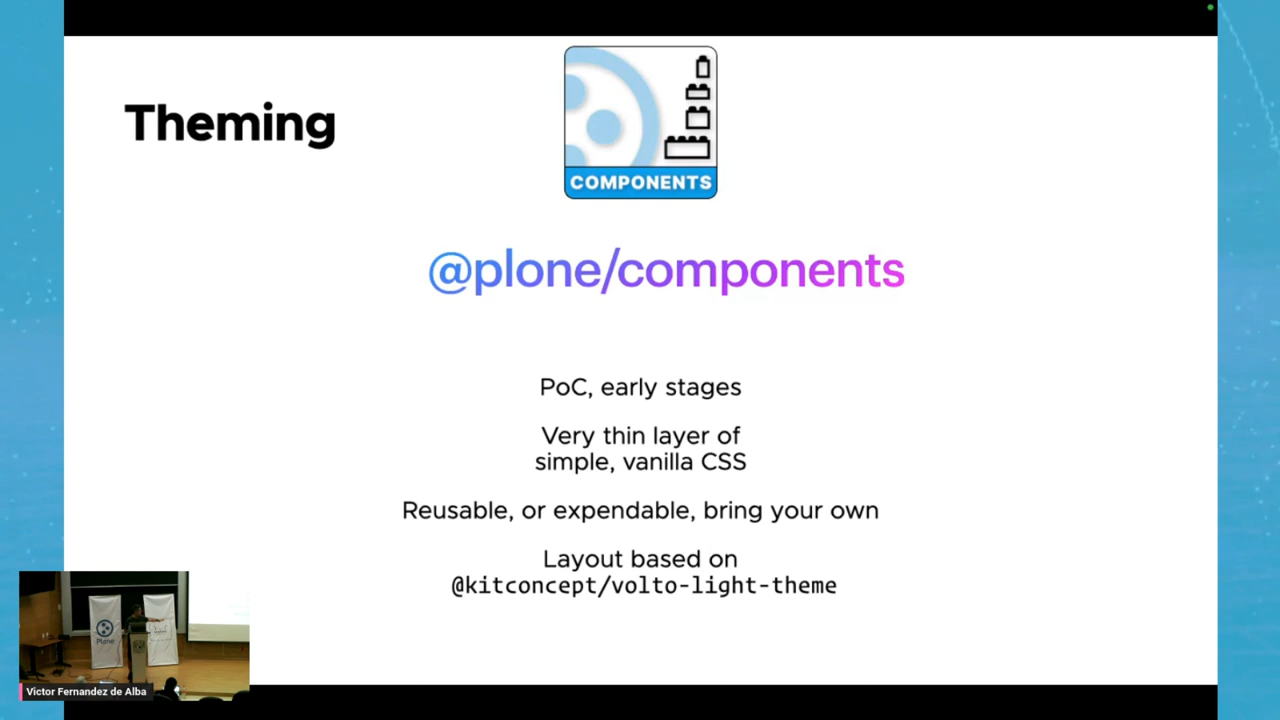 Theming
COMPONENTS
@plone/components
PoC, early stages
Very thin layer of
simple, vanilla CSS
Reusable, or expendable, bring your own
Layout based on
@kitconcept/volto-light-theme
Plone
Victor Fernandez de Alba